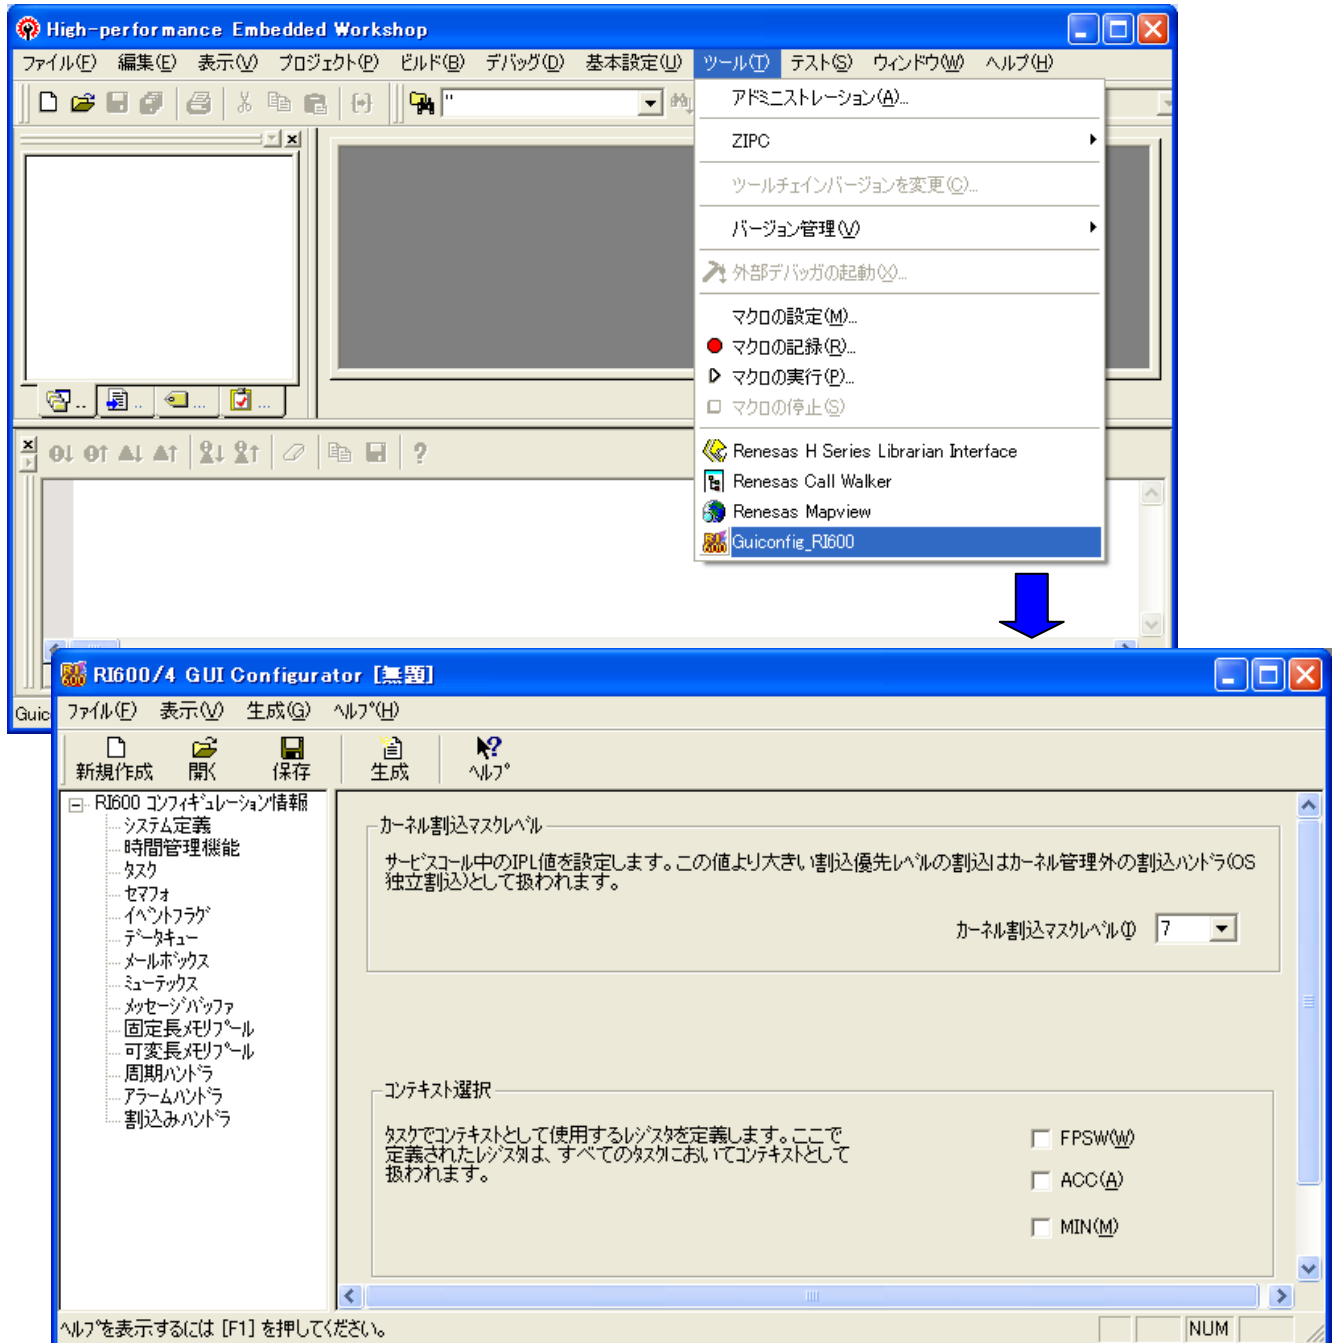 High-performance Embedded Workshop
ファイル(F) 編集(E) 表示(V) プロジェクト(P) ビルド(B) デバッグ(D) 基本設定(U) ツール(T) テスト(S) ウィンドウ(W) ヘルプ(H)
アドミニストレーション(A)...
ZIPC
ツールチェインバージョンを変更(C)...
バージョン管理(V)
外部デバッガの起動(X)...
マクロの設定(M)...
マクロの記録(R)...
マクロの実行(P)...
マクロの停止(S)
Renesas H Series Librarian Interface
Renesas Call Walker
Renesas Mapview
Guiconfig_RI600
Guic
RI600/4 GUI Configurator [無題]
ファイル(F) 表示(V) 生成(G) ヘルプ(H)
新規作成 開く 保存 生成 ヘルプ
RI600 コンフィギュレーション情報
システム定義
時間管理機能
タスク
セマフォ
イベントフラグ
データキュー
メールボックス
ミューテックス
メッセージバッファ
固定長メモリプール
可変長メモリプール
周期ハンドラ
アラームハンドラ
割込みハンドラ
カーネル割込マスクレベル
サービスコール中のIPL値を設定します。この値より大きい割込優先レベルの割込はカーネル管理外の割込ハンドラ(OS
独立割込)として扱われます。
カーネル割込マスクレベル(I) 7
コンテキスト選択
タスクでコンテキストとして使用するレジスタを定義します。ここで
定義されたレジスタは、すべてのタスクにおいてコンテキストとして
扱われます。
FPSW(W)
ACC(A)
MIN(M)
ヘルプを表示するには [F1] を押してください。
NUM